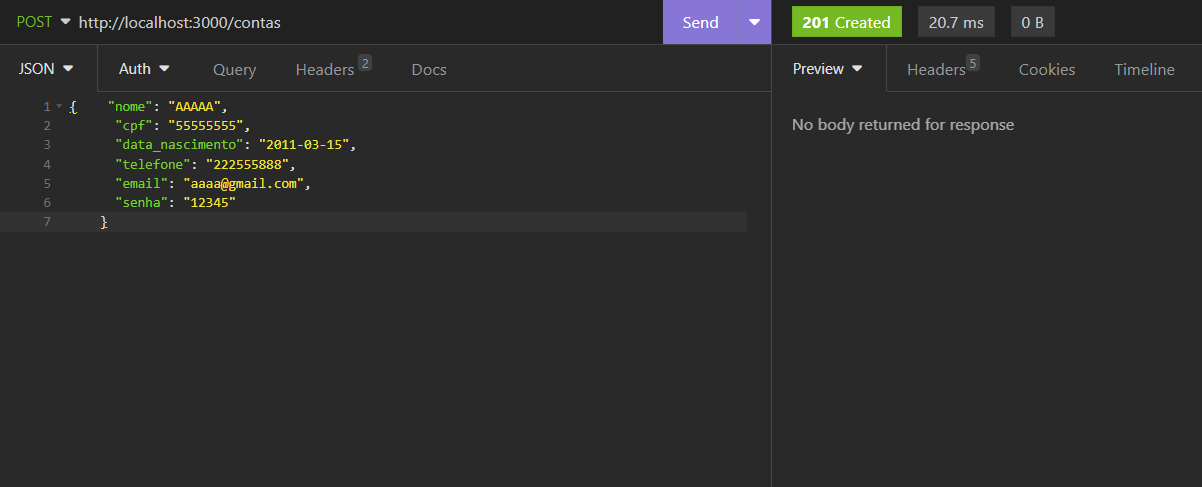 POST http://localhost:3000/contas Send
201 Created 20.7 ms 0 B
JSON Auth Query Headers 2 Docs
Preview Headers 5 Cookies Timeline
1 { "nome": "AAAAA",
2 "cpf": "55555555",
3 "data_nascimento": "2011-03-15",
4 "telefone": "222555888",
5 "email": "aaaa@gmail.com",
6 "senha": "12345"
7 }
No body returned for response